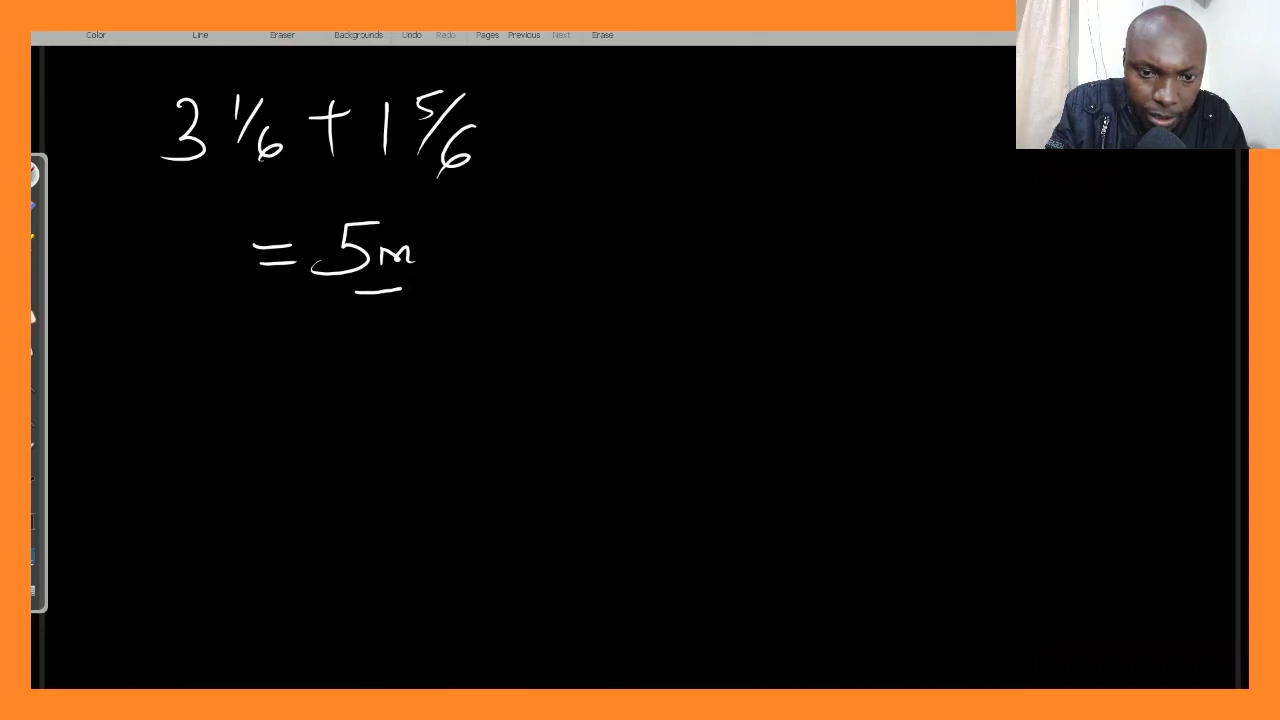 Color Line Eraser Backgrounds Undo Redo Pages Previous Next Erase
3 1/6 + 1 5/6
= 5m